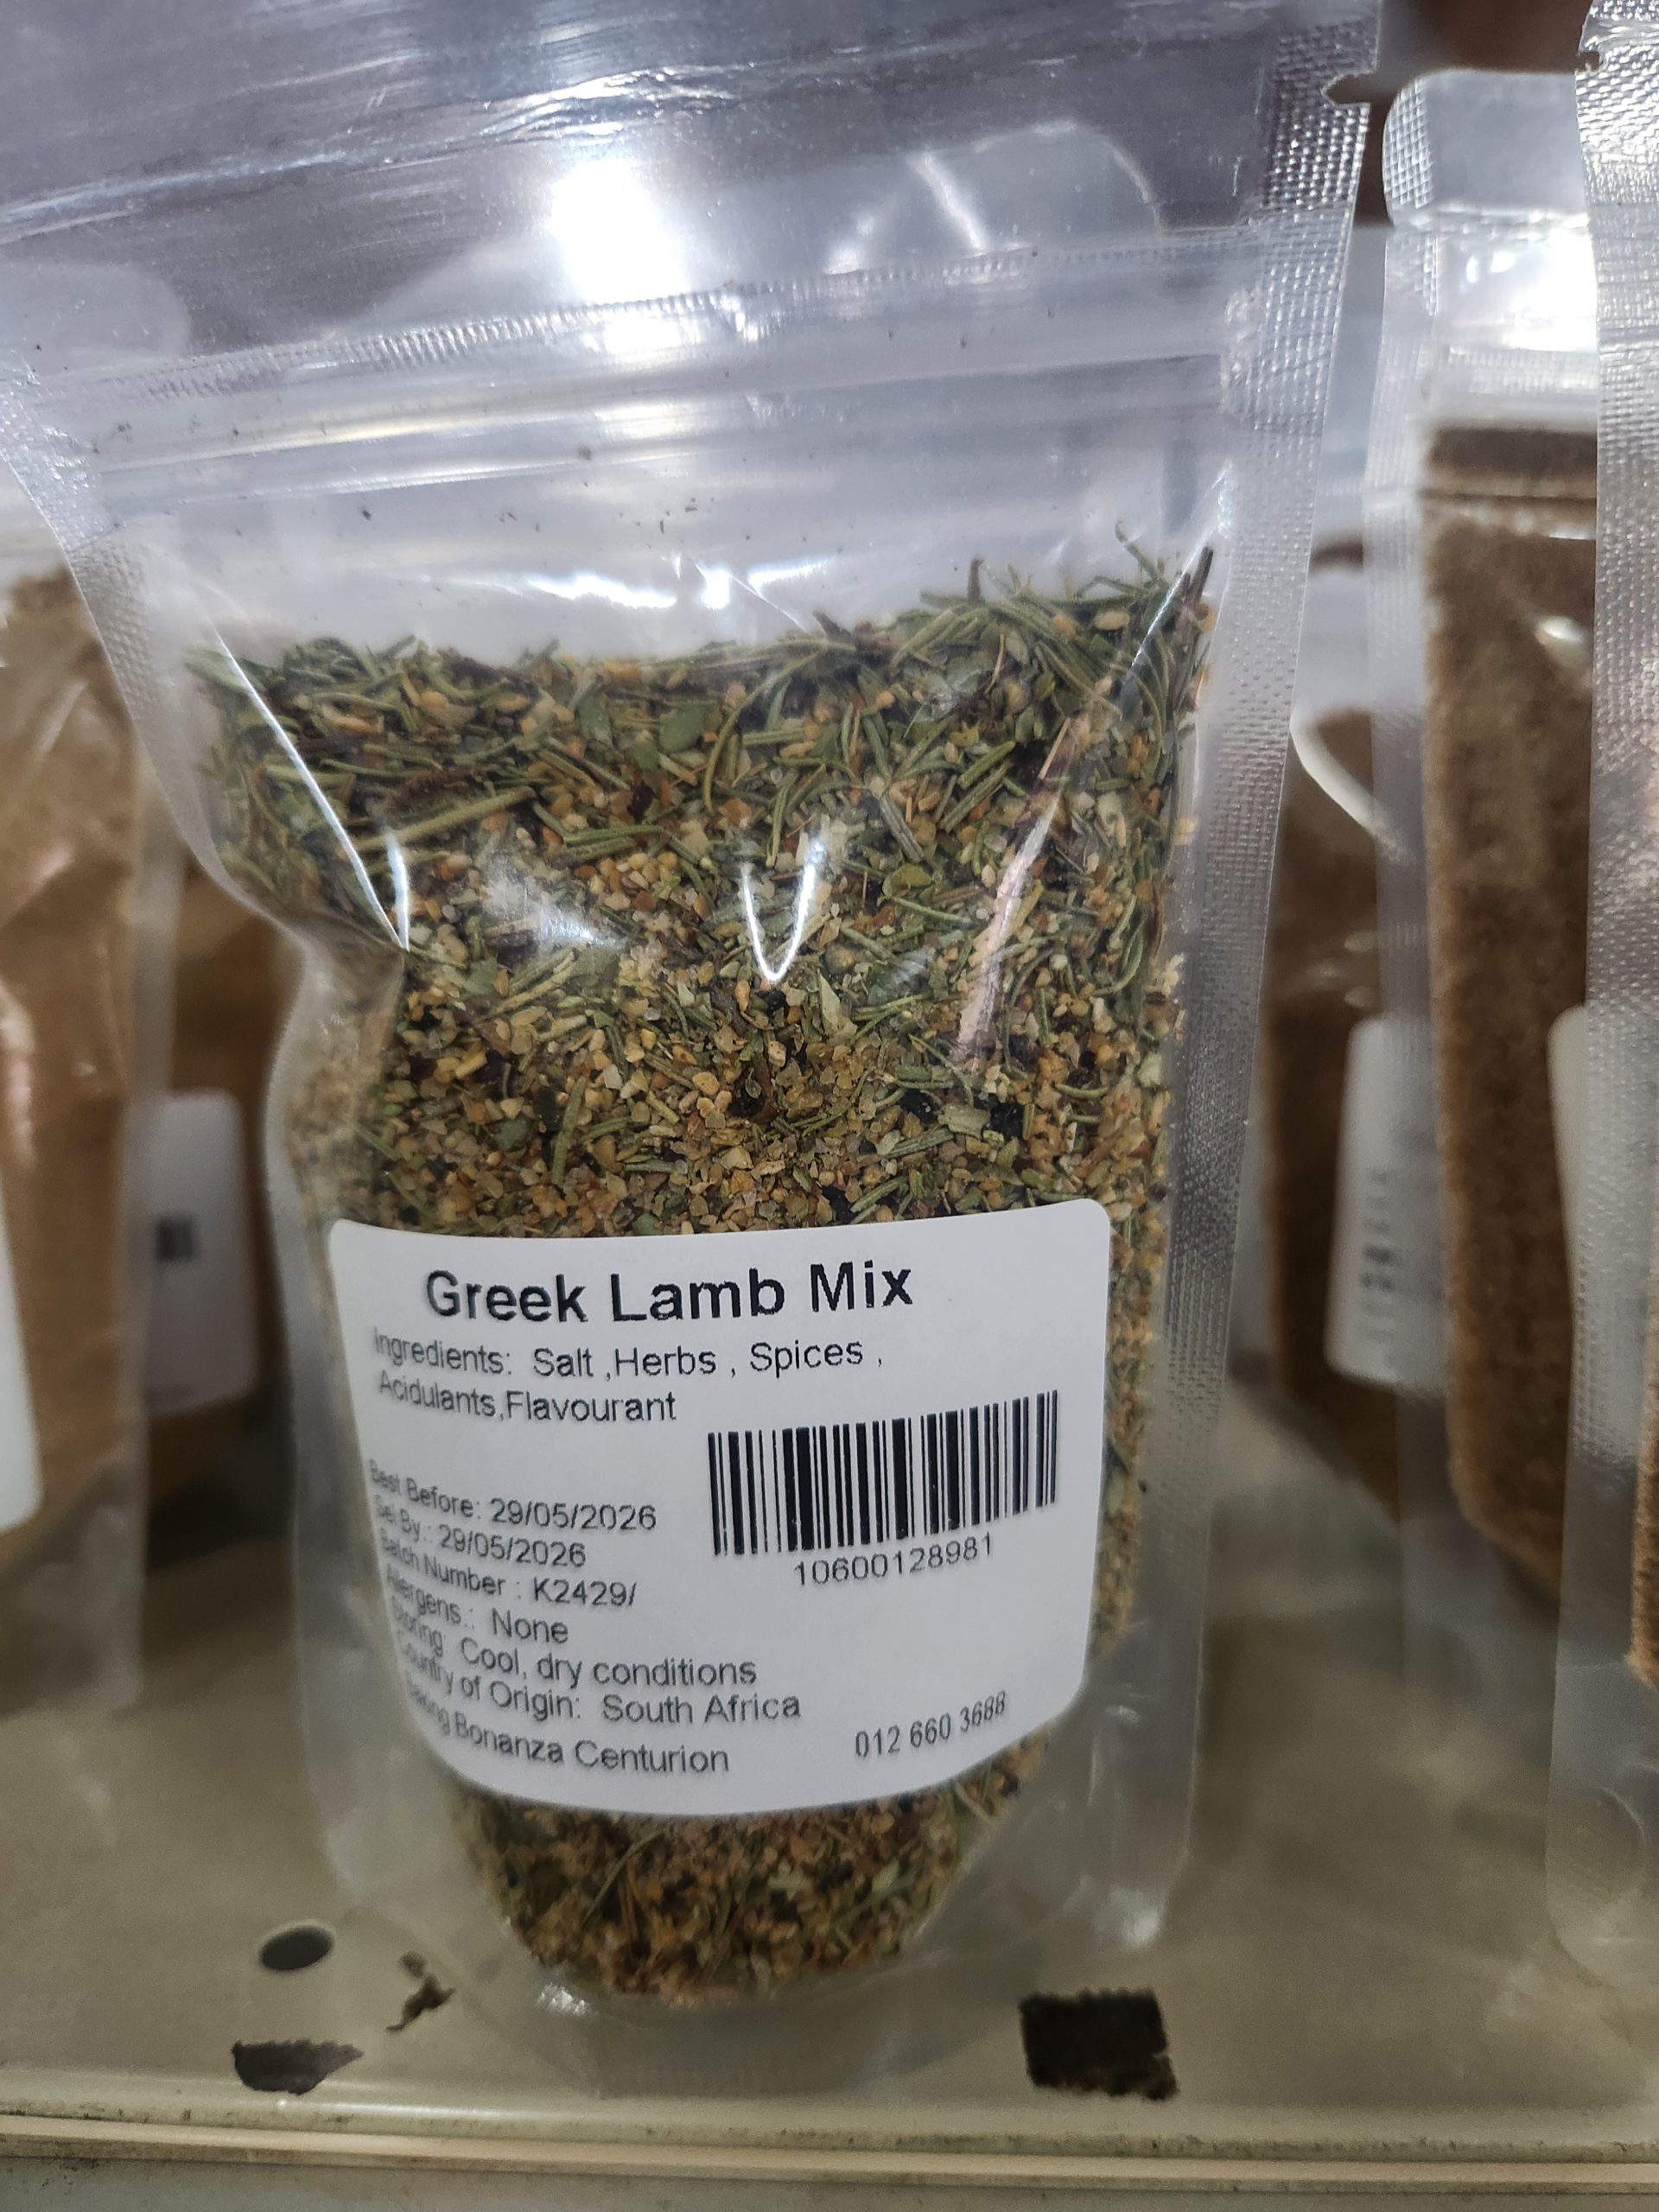 Greek Lamb Mix
Ingredients: Salt ,Herbs , Spices ,
Acidulants,Flavourant
Best Before: 29/05/2026
Sel By.: 29/05/2026
Batch Number : K2429/
Allergens.: None
Storing: Cool, dry conditions
Country of Origin: South Africa
Baking Bonanza Centurion
10600128981
012 660 3688